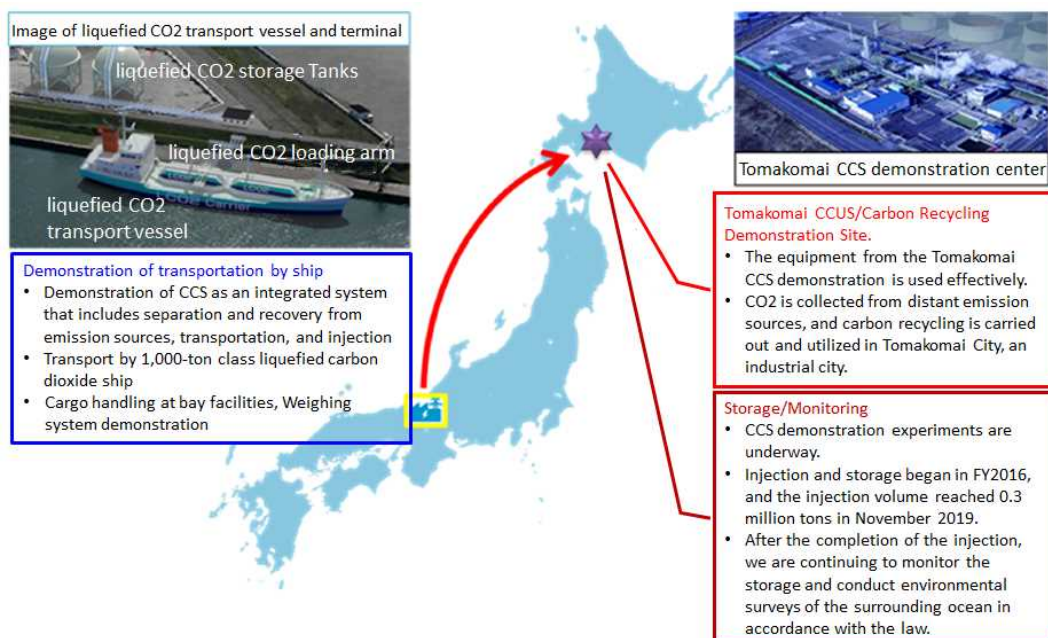 Image of liquefied CO2 transport vessel and terminal
liquefied CO2 storage Tanks
liquefied CO2 loading arm
liquefied CO2
transport vessel
Demonstration of transportation by ship
• Demonstration of CCS as an integrated system
that includes separation and recovery from
emission sources, transportation, and injection
• Transport by 1,000-ton class liquefied carbon
dioxide ship
• Cargo handling at bay facilities, Weighing
system demonstration
Tomakomai CCS demonstration center
Tomakomai CCUS/Carbon Recycling
Demonstration Site.
• The equipment from the Tomakomai
CCS demonstration is used effectively.
• CO2 is collected from distant emission
sources, and carbon recycling is carried
out and utilized in Tomakomai City, an
industrial city.
Storage/Monitoring
• CCS demonstration experiments are
underway.
• Injection and storage began in FY2016,
and the injection volume reached 0.3
million tons in November 2019.
• After the completion of the injection,
we are continuing to monitor the
storage and conduct environmental
surveys of the surrounding ocean in
accordance with the law.